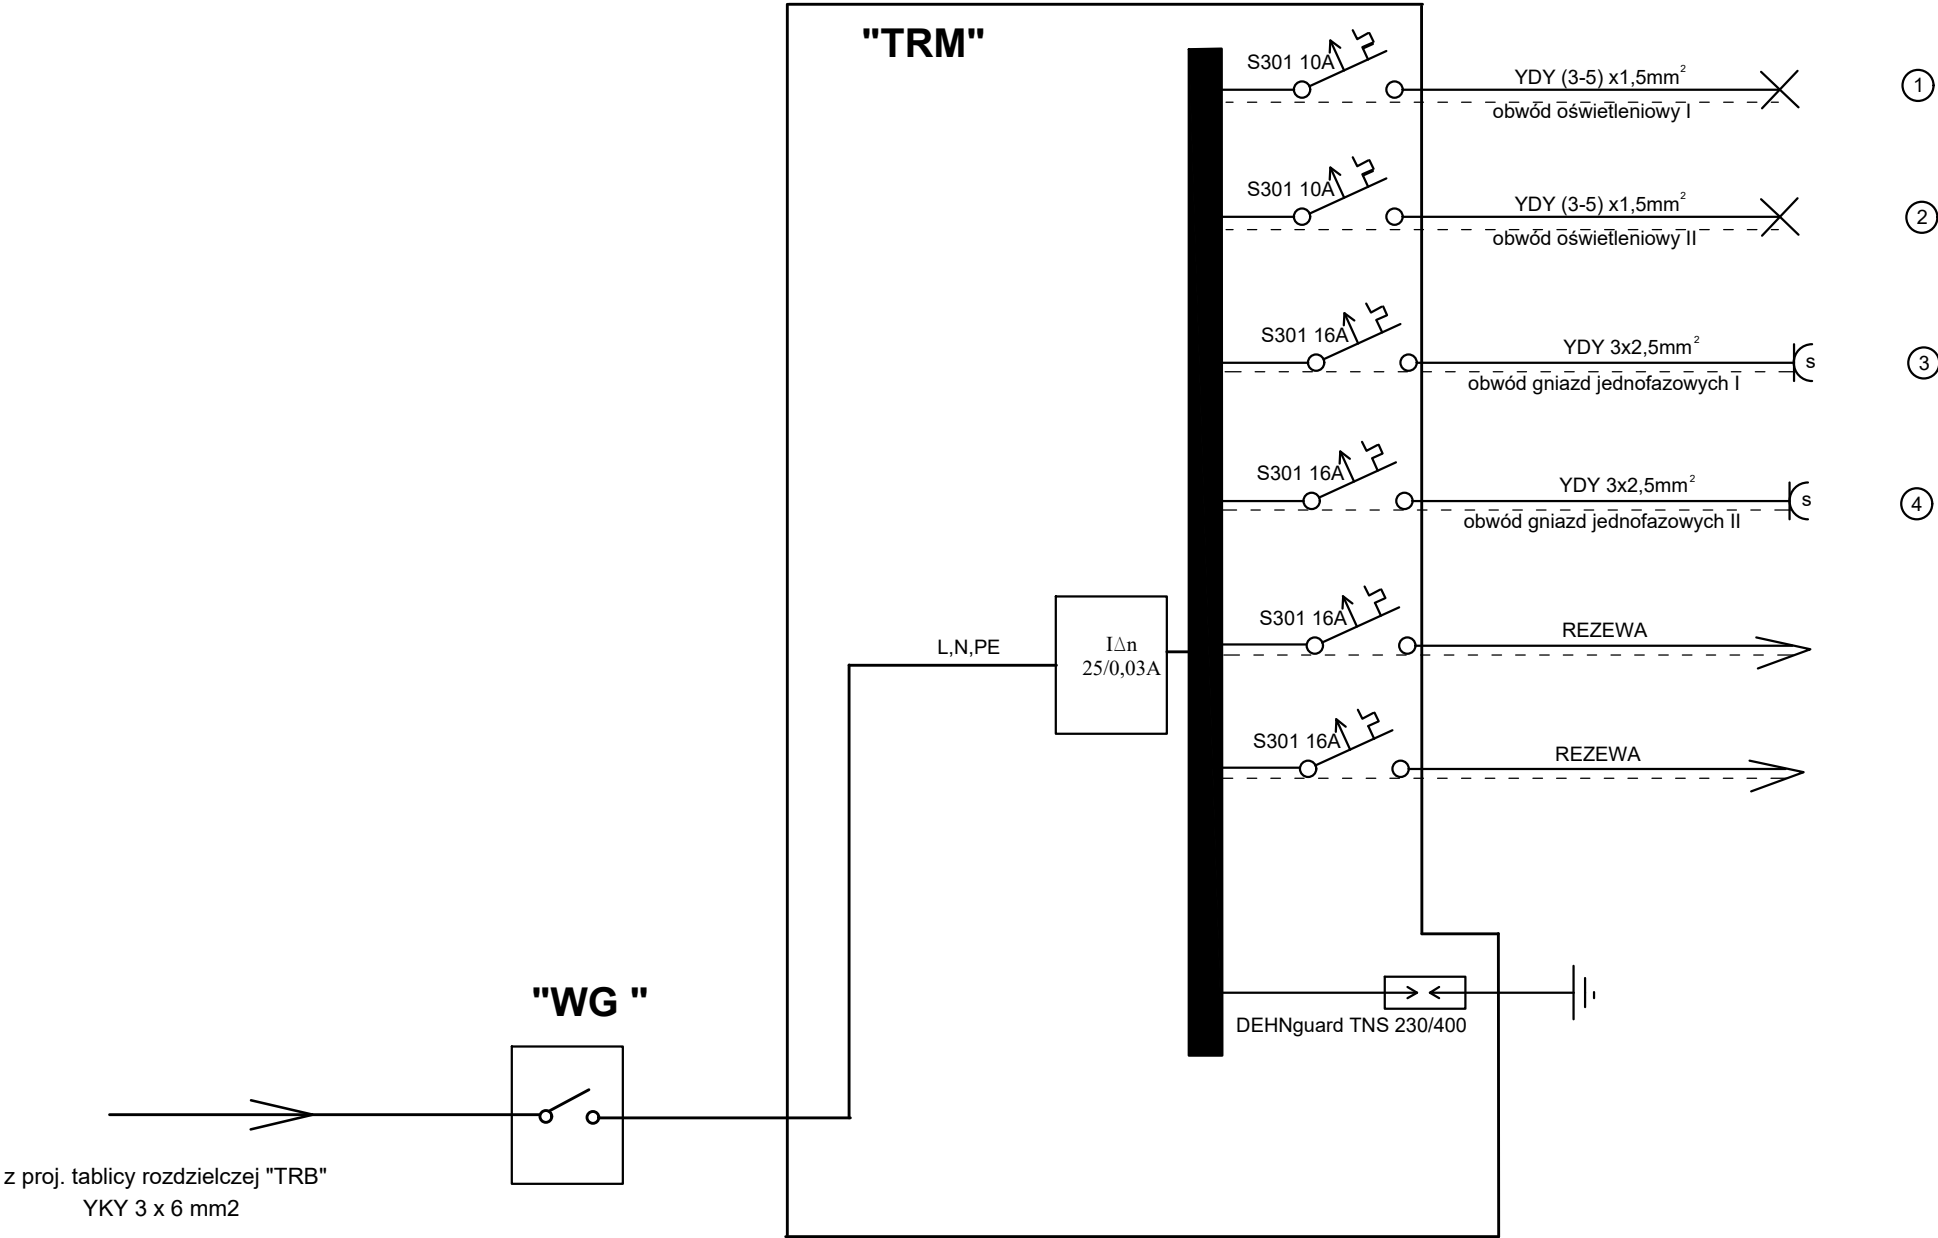 "TRM"
S301 10A
YDY (3-5) x1,5mm²
obwód oświetleniowy I
1
S301 10A
YDY (3-5) x1,5mm²
obwód oświetleniowy II
2
S301 16A
YDY 3x2,5mm²
s
obwód gniazd jednofazowych I
3
S301 16A
YDY 3x2,5mm²
s
obwód gniazd jednofazowych II
4
S301 16A
REZEWA
L,N,PE
I∆n
25/0,03A
S301 16A
REZEWA
"WG "
DEHNguard TNS 230/400
z proj. tablicy rozdzielczej "TRB"
YKY 3 x 6 mm2